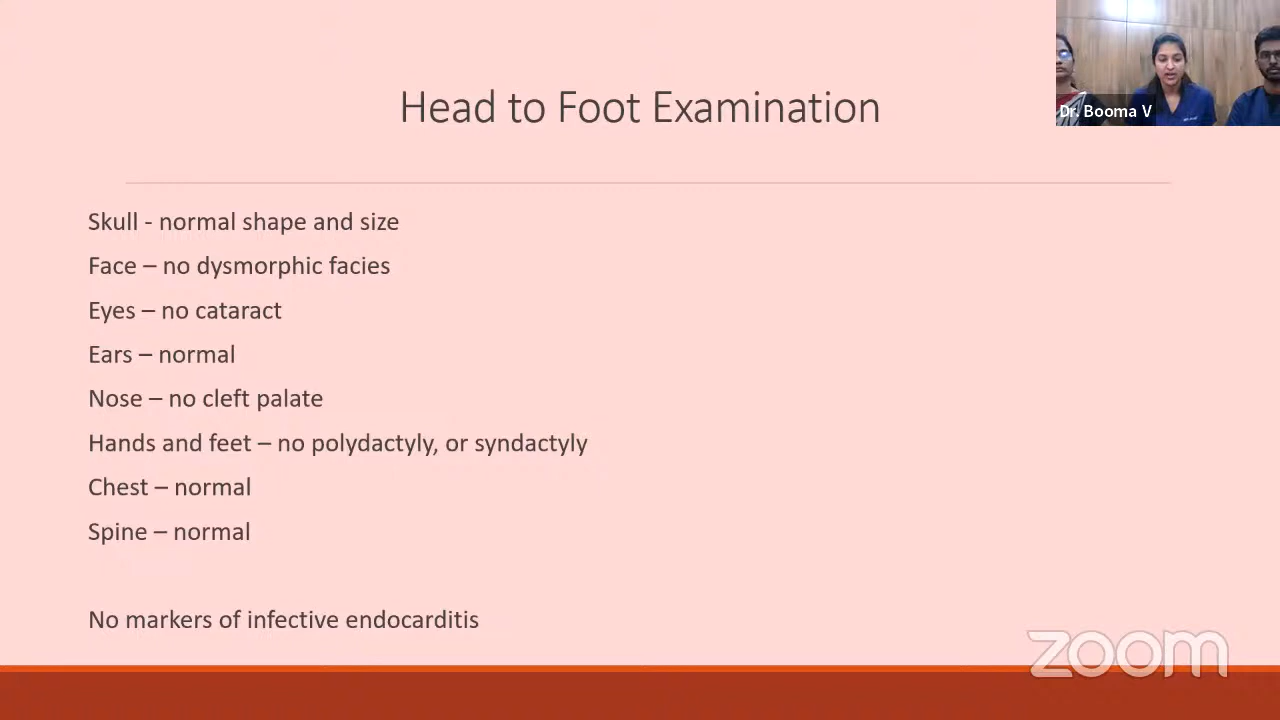 Head to Foot Examination
Dr. Booma V
Skull - normal shape and size
Face – no dysmorphic facies
Eyes – no cataract
Ears – normal
Nose – no cleft palate
Hands and feet – no polydactyly, or syndactyly
Chest – normal
Spine – normal
No markers of infective endocarditis
zoom